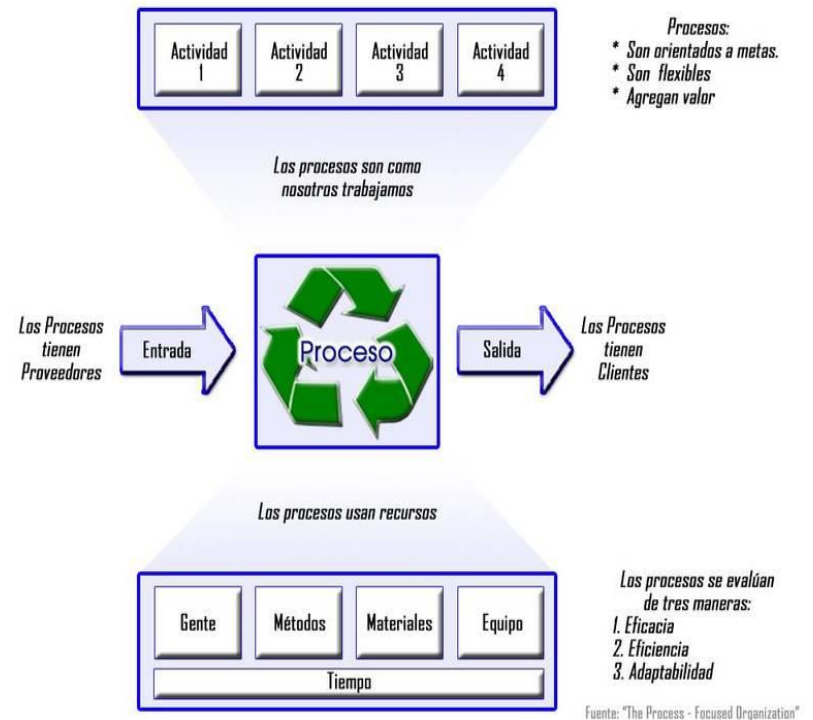 Actividad 1
Actividad 2
Actividad 3
Actividad 4
Procesos:
* Son orientados a metas.
* Son flexibles
* Agregan valor
Los procesos son como
nosotros trabajamos
Los Procesos
tienen
Proveedores
Entrada
Proceso
Salida
Los Procesos
tienen
Clientes
Los procesos usan recursos
Gente
Métodos
Materiales
Equipo
Tiempo
Los procesos se evalúan
de tres maneras:
1. Eficacia
2. Eficiencia
3. Adaptabilidad
Fuente: "The Process - Focused Organization"